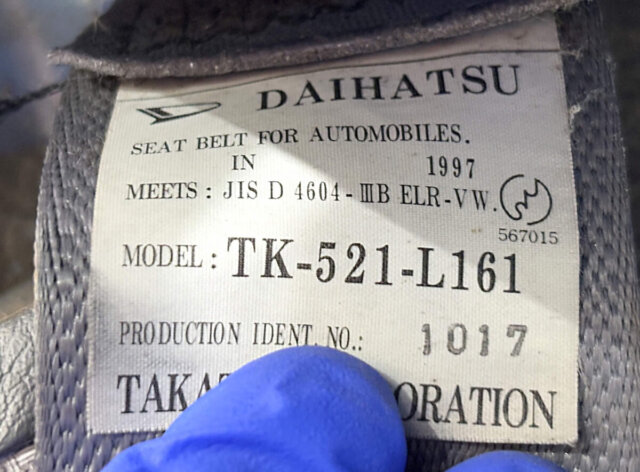 DAIHATSU
SEAT BELT FOR AUTOMOBILES.
IN 1997
MEETS : JIS D 4604-ⅢB ELR-VW.
567015
MODEL : TK-521-L161
PRODUCTION IDENT. NO.: 1017